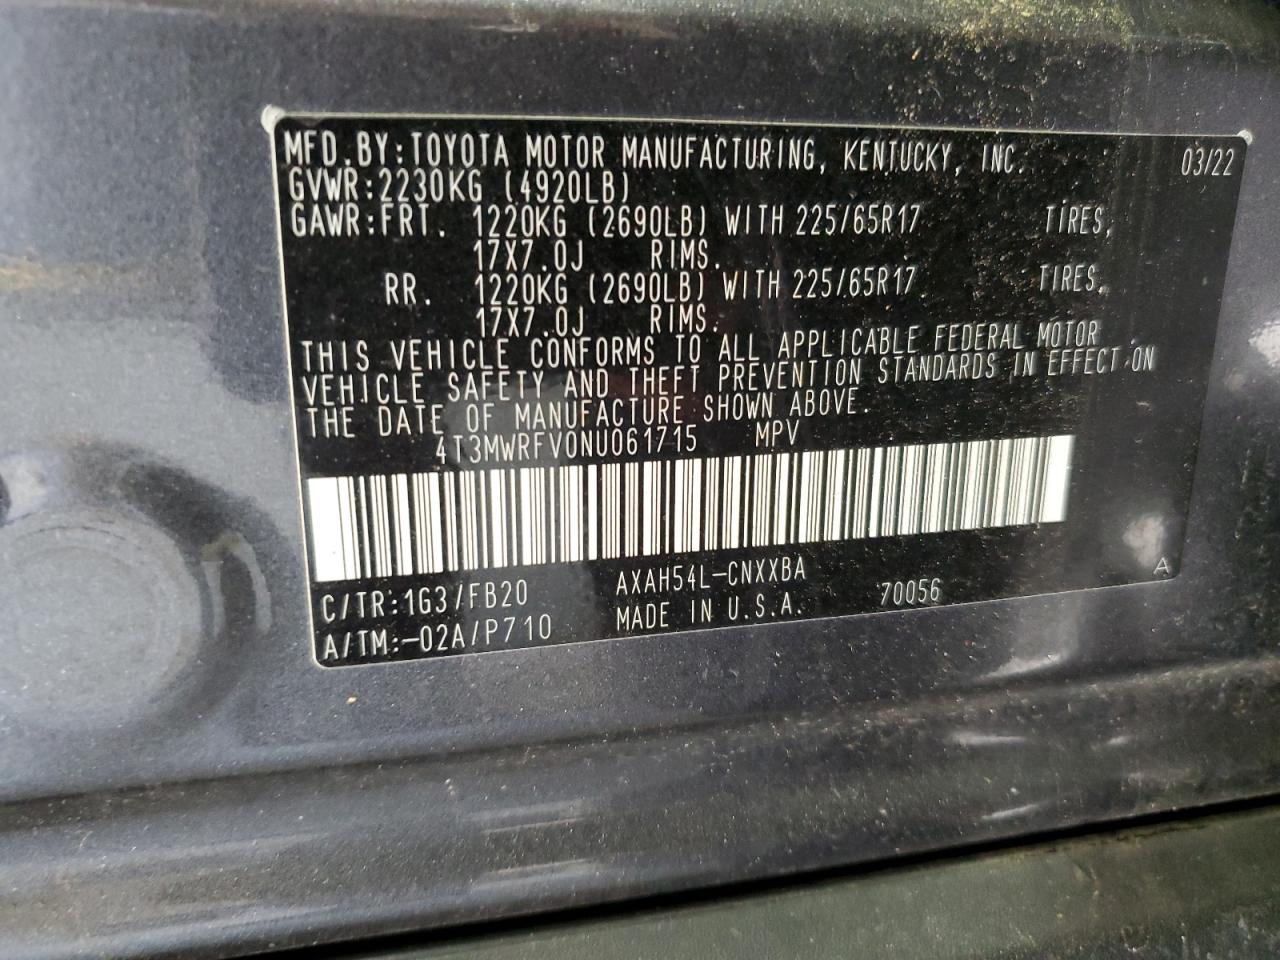 MFD.BY:TOYOTA MOTOR MANUFACTURING, KENTUCKY, INC. 03/22
GVWR:2230KG (4920LB)
GAWR:FRT. 1220KG (2690LB) WITH 225/65R17 TIRES,
17X7.0J RIMS.
RR. 1220KG (2690LB) WITH 225/65R17 TIRES,
17X7.0J RIMS.
THIS VEHICLE CONFORMS TO ALL APPLICABLE FEDERAL MOTOR
VEHICLE SAFETY AND THEFT PREVENTION STANDARDS IN EFFECT ON
THE DATE OF MANUFACTURE SHOWN ABOVE.
4T3MWRFV0NU061715 MPV
C/TR:1G3/FB20 AXAH54L-CNXXBA A
A/TM:-02A/P710 MADE IN U.S.A. 70056